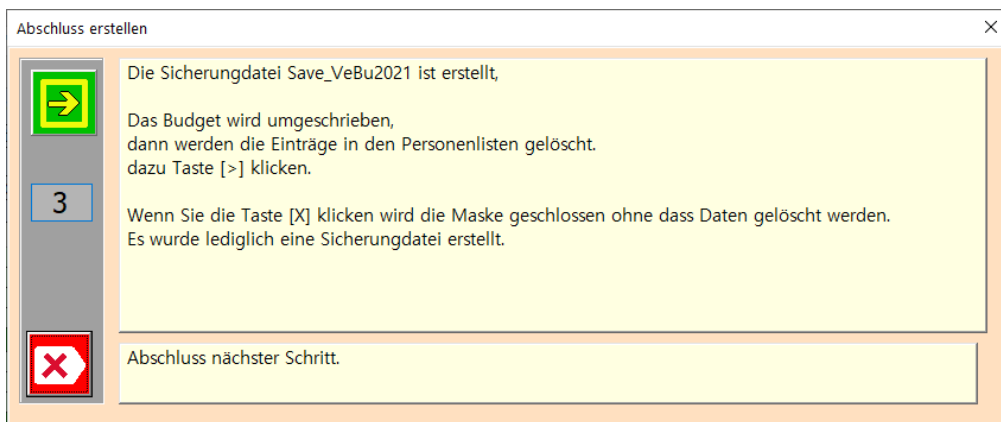 Abschluss erstellen
Die Sicherungdatei Save_VeBu2021 ist erstellt,
Das Budget wird umgeschrieben,
dann werden die Einträge in den Personenlisten gelöscht.
dazu Taste [>] klicken.
3
Wenn Sie die Taste [X] klicken wird die Maske geschlossen ohne dass Daten gelöscht werden.
Es wurde lediglich eine Sicherungdatei erstellt.
Abschluss nächster Schritt.